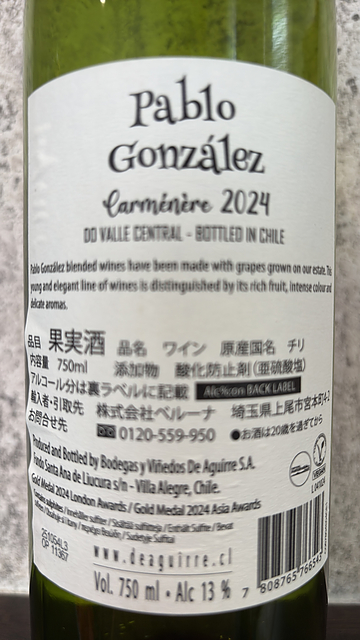 Pablo
González
Carménère 2024
DO VALLE CENTRAL - BOTTLED IN CHILE
Pablo González blended wines have been made with grapes grown on our estate. This
young and elegant line of wines is distinguished by its rich fruit, intense colour and
delicate aromas.
品目 果実酒 品名 ワイン 原産国名 チリ
内容量 750ml 添加物 酸化防止剤(亜硫酸塩)
アルコール分は裏ラベルに記載 Alc%con BACK LABEL
輸入者・引取先 株式会社ベルーナ 埼玉県上尾市宮本町4-2
お問合せ先 0120-559-950 ●お酒は20歳を過ぎてから
Produced and Bottled by Bodegas y Viñedos De Aguirre S.A.
Fundo Santa Ana de Liucura s/n - Villa Alegre, Chile.
Gold Medal 2024 London Awards / Gold Medal 2024 Asia Awards
www.deaguirre.cl
Vol. 750 ml • Alc 13 %
7 808765 766543